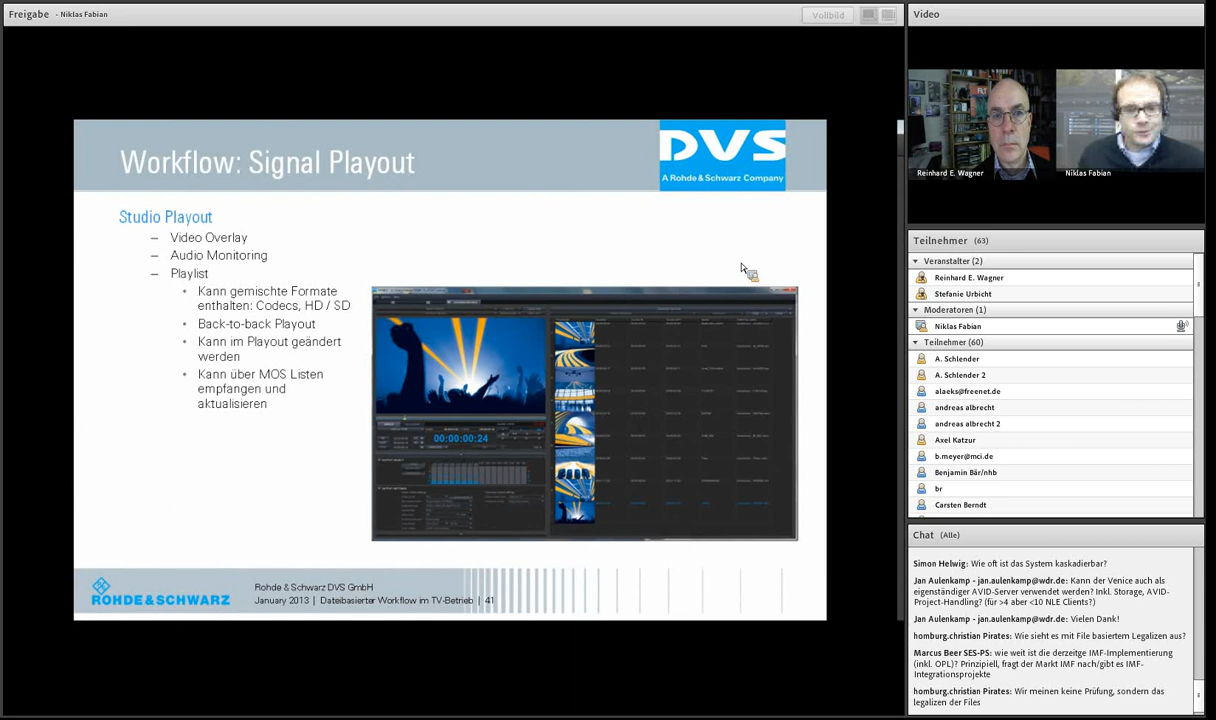 Freigabe - Niklas Fabian
Vollbild
Workflow: Signal Playout
DVS
A Rohde & Schwarz Company
Studio Playout
– Video Overlay
– Audio Monitoring
– Playlist
• Kann gemischte Formate
enthalten: Codecs, HD / SD
• Back-to-back Playout
• Kann im Playout geändert
werden
• Kann über MOS Listen
empfangen und
aktualisieren
00:00:00:24
ROHDE & SCHWARZ
Rohde & Schwarz DVS GmbH
January 2013 | Dateibasierter Workflow im TV-Betrieb | 41
Video
Reinhard E. Wagner
Niklas Fabian
Teilnehmer (63)
Veranstalter (2)
Reinhard E. Wagner
Stefanie Urbicht
Moderatoren (1)
Niklas Fabian
Teilnehmer (60)
A. Schlender
A. Schlender 2
alaeks@freenet.de
andreas albrecht
andreas albrecht 2
Axel Katzur
b.meyer@mci.de
Benjamin Bär/nhb
br
Carsten Berndt
Chat (Alle)
Simon Helwig: Wie oft ist das System kaskadierbar?
Jan Aulenkamp - jan.aulenkamp@wdr.de: Kann der Venice auch als
eigenständiger AVID-Server verwendet werden? Inkl. Storage, AVID-
Project-Handling? (für >4 aber <10 NLE Clients?)
Jan Aulenkamp - jan.aulenkamp@wdr.de: Vielen Dank!
homburg.christian Pirates: Wie sieht es mit File basiertem Legalizen aus?
Marcus Beer SES-PS: wie weit ist die derzeitge IMF-Implementierung
(inkl. OPL)? Prinzipiell, fragt der Markt IMF nach/gibt es IMF-
Integrationsprojekte
homburg.christian Pirates: Wir meinen keine Prüfung, sondern das
legalizen der Files